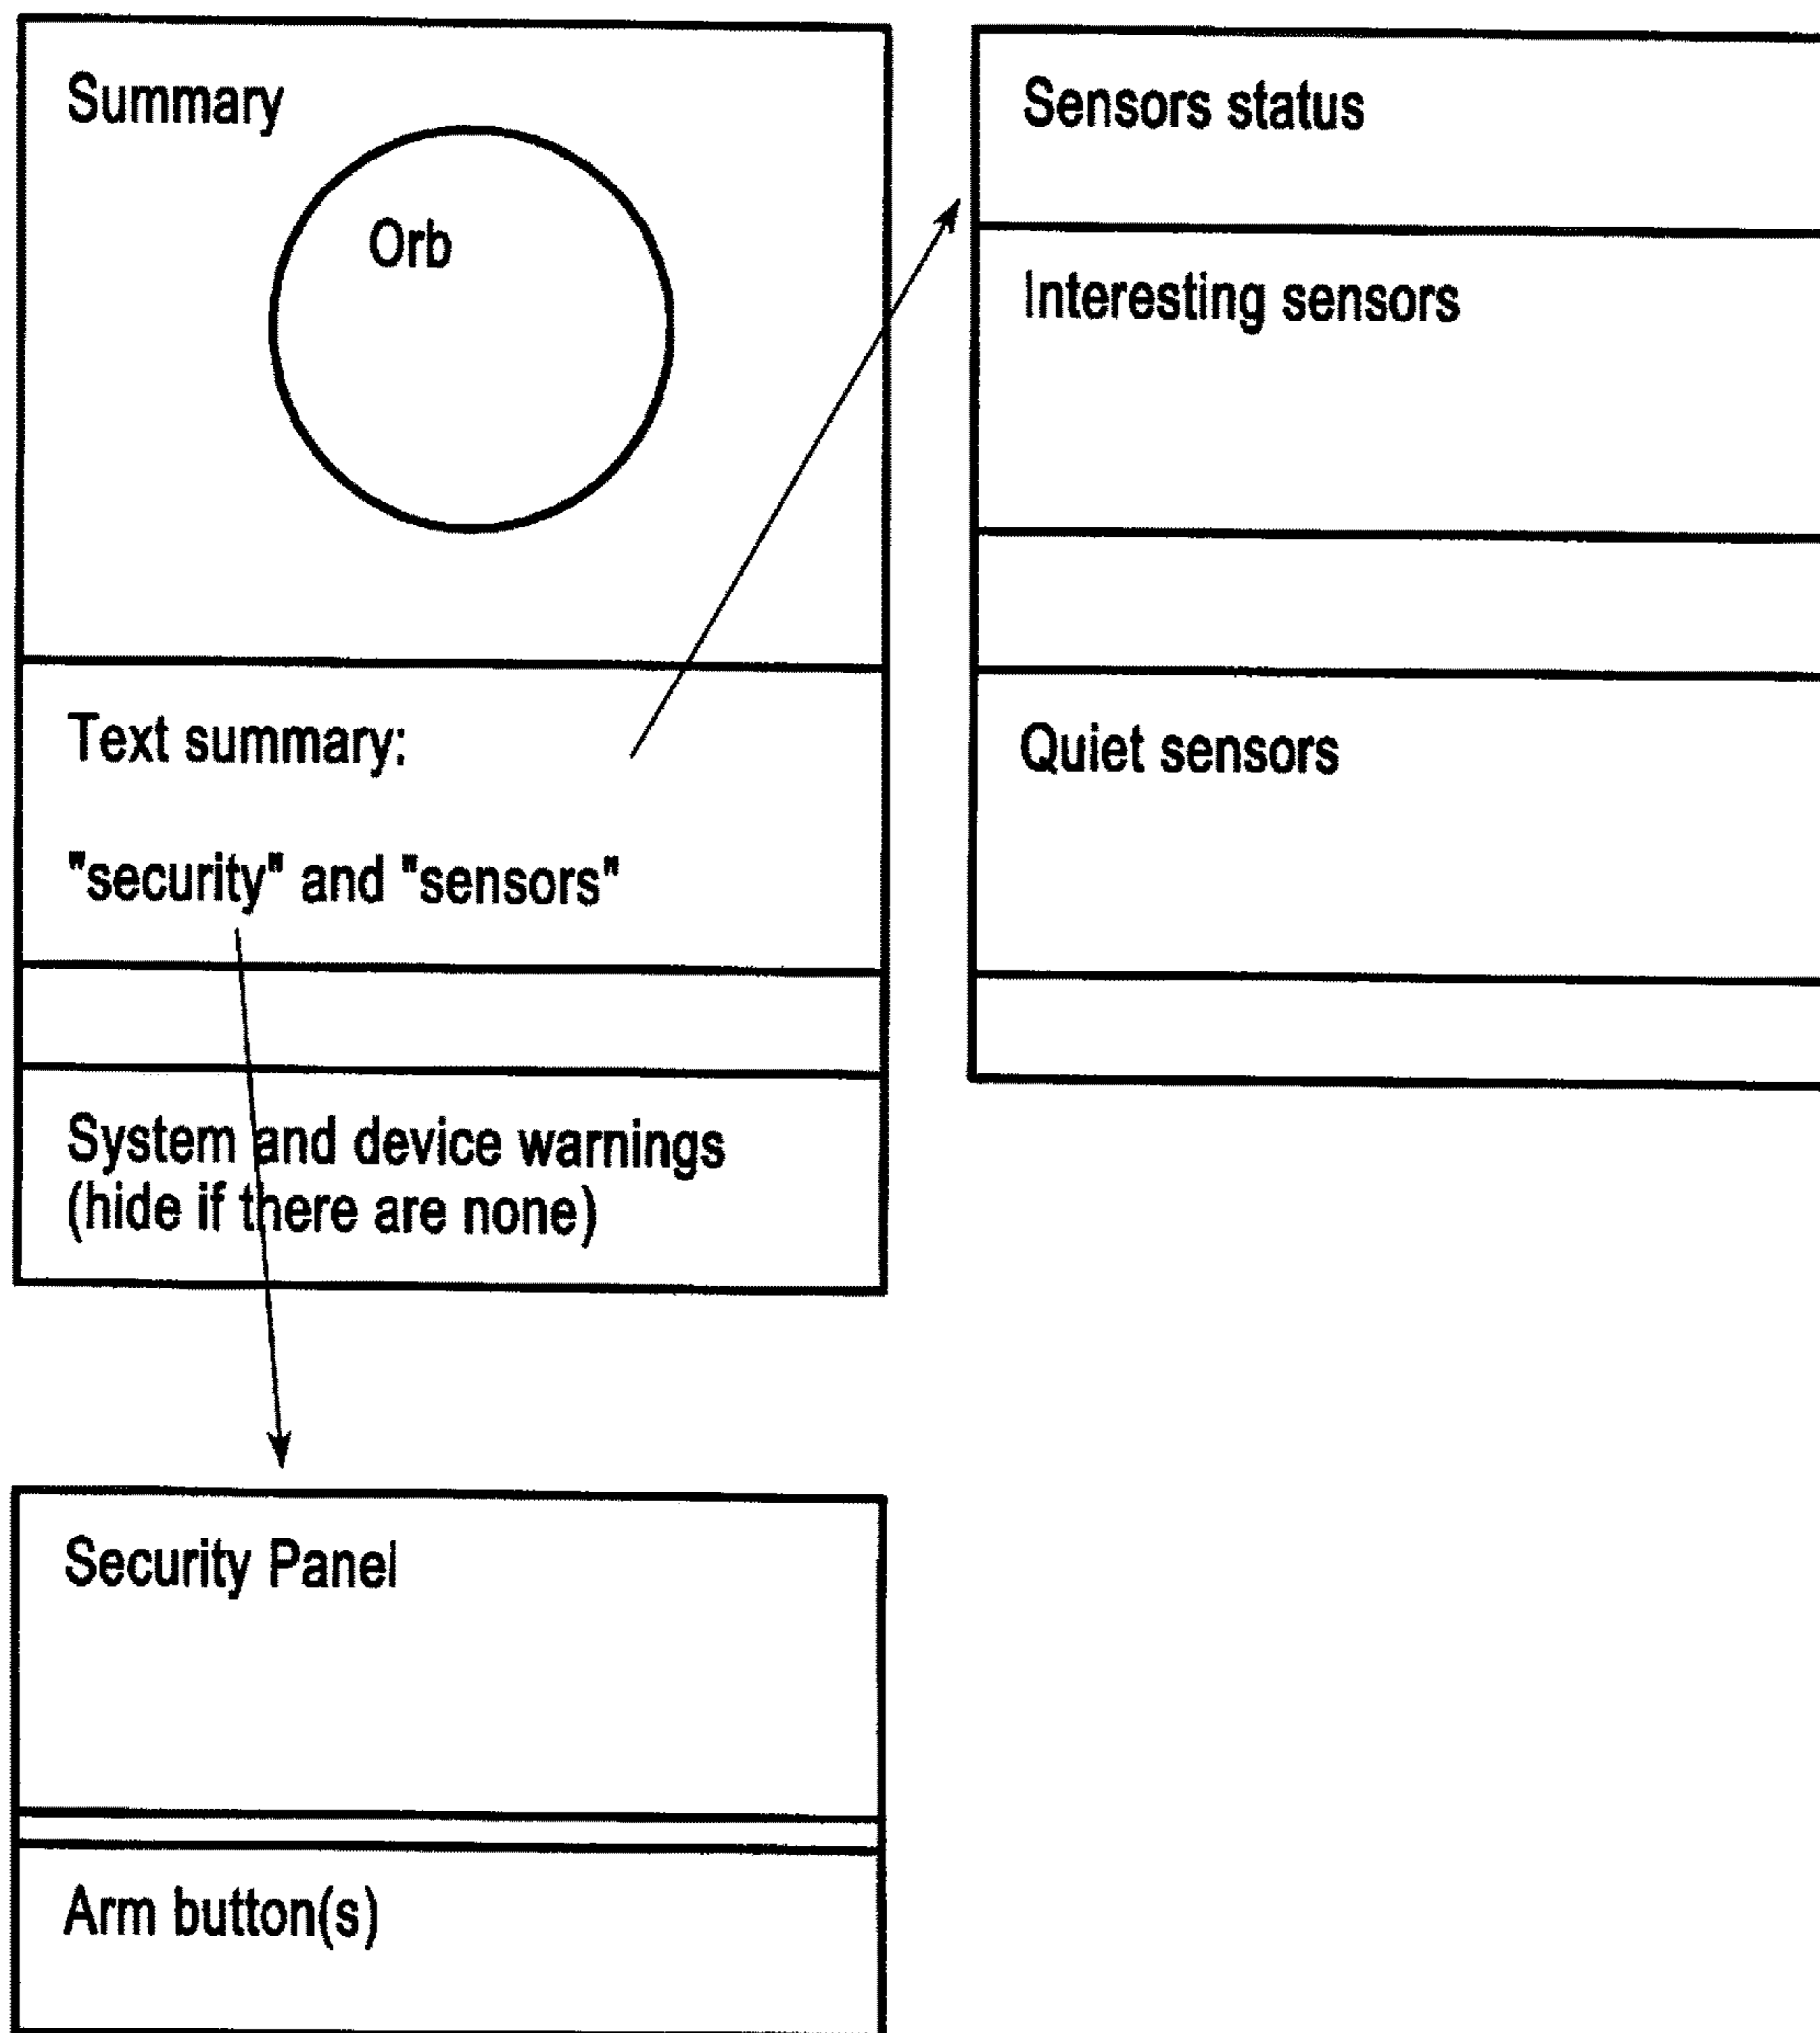 Summary
Orb
Text summary:
"security" and "sensors"
System and device warnings
(hide if there are none)
Sensors status
Interesting sensors
Quiet sensors
Security Panel
Arm button(s)